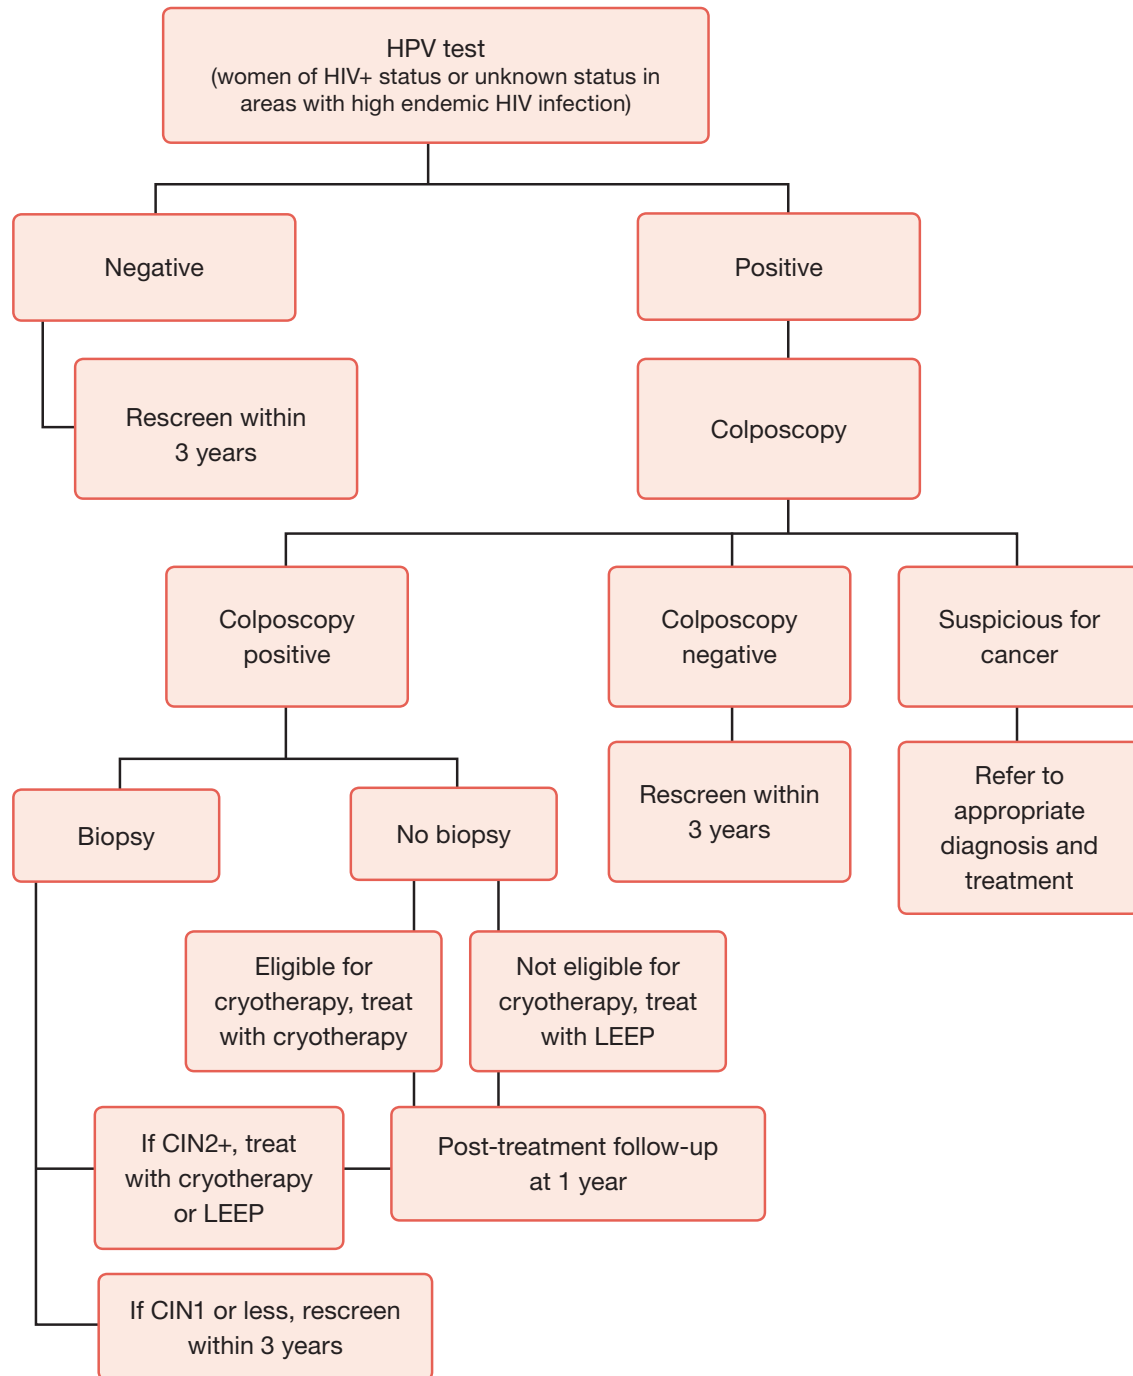 HPV test
(women of HIV+ status or unknown status in
areas with high endemic HIV infection)
Negative
Positive
Rescreen within
3 years
Colposcopy
Colposcopy
positive
Colposcopy
negative
Suspicious for
cancer
Biopsy
No biopsy
Rescreen within
3 years
Refer to
appropriate
diagnosis and
treatment
Eligible for
cryotherapy, treat
with cryotherapy
Not eligible for
cryotherapy, treat
with LEEP
If CIN2+, treat
with cryotherapy
or LEEP
Post-treatment follow-up
at 1 year
If CIN1 or less, rescreen
within 3 years